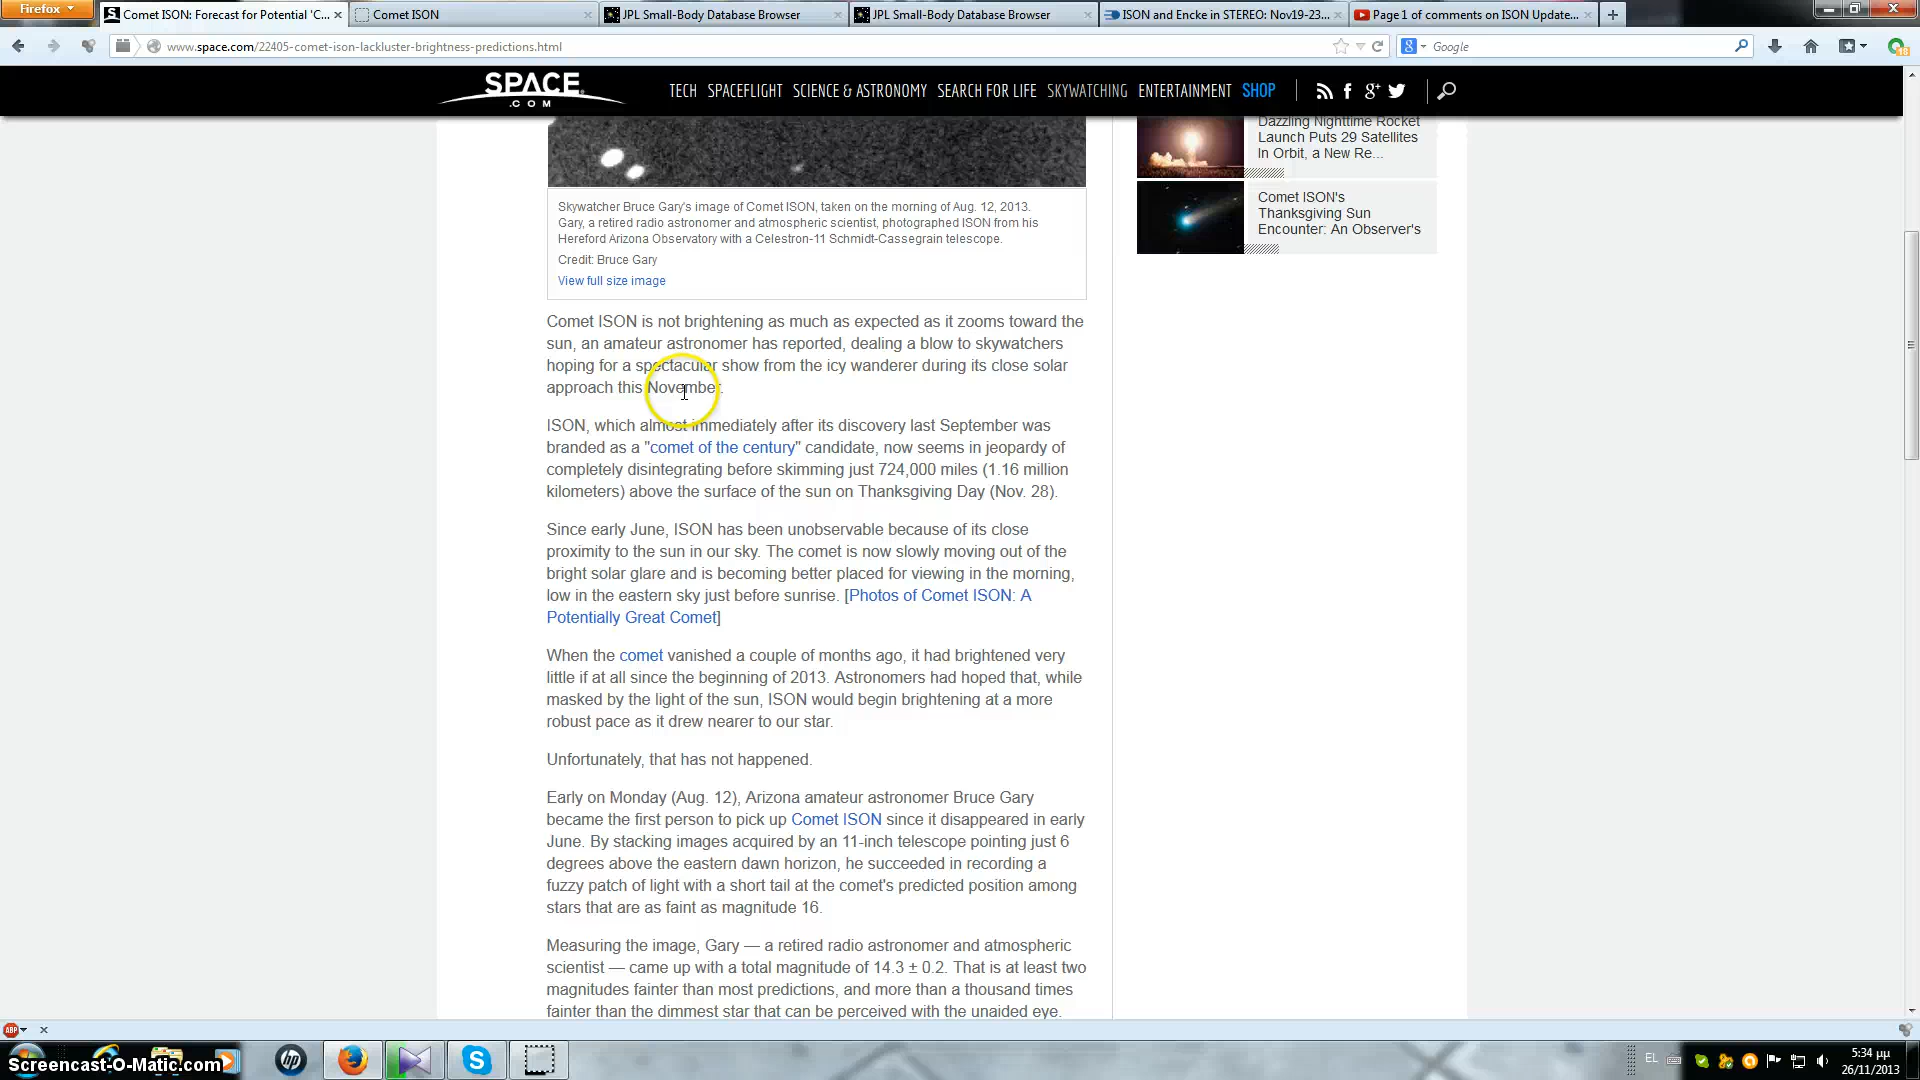 Firefox
Comet ISON: Forecast for Potential 'C...
Comet ISON
JPL Small-Body Database Browser
JPL Small-Body Database Browser
ISON and Encke in STEREO: Nov19-23...
Page 1 of comments on ISON Update...
www.space.com/22405-comet-ison-lackluster-brightness-predictions.html
Google
SPACE
.COM
TECH SPACEFLIGHT SCIENCE & ASTRONOMY SEARCH FOR LIFE SKYWATCHING ENTERTAINMENT SHOP
Dazzling Nighttime Rocket
Launch Puts 29 Satellites
In Orbit, a New Re...
Comet ISON's
Thanksgiving Sun
Encounter: An Observer's
Skywatcher Bruce Gary's image of Comet ISON, taken on the morning of Aug. 12, 2013.
Gary, a retired radio astronomer and atmospheric scientist, photographed ISON from his
Hereford Arizona Observatory with a Celestron-11 Schmidt-Cassegrain telescope.
Credit: Bruce Gary
View full size image
Comet ISON is not brightening as much as expected as it zooms toward the
sun, an amateur astronomer has reported, dealing a blow to skywatchers
hoping for a spectacular show from the icy wanderer during its close solar
approach this November.
ISON, which almost immediately after its discovery last September was
branded as a "comet of the century" candidate, now seems in jeopardy of
completely disintegrating before skimming just 724,000 miles (1.16 million
kilometers) above the surface of the sun on Thanksgiving Day (Nov. 28).
Since early June, ISON has been unobservable because of its close
proximity to the sun in our sky. The comet is now slowly moving out of the
bright solar glare and is becoming better placed for viewing in the morning,
low in the eastern sky just before sunrise. [Photos of Comet ISON: A
Potentially Great Comet]
When the comet vanished a couple of months ago, it had brightened very
little if at all since the beginning of 2013. Astronomers had hoped that, while
masked by the light of the sun, ISON would begin brightening at a more
robust pace as it drew nearer to our star.
Unfortunately, that has not happened.
Early on Monday (Aug. 12), Arizona amateur astronomer Bruce Gary
became the first person to pick up Comet ISON since it disappeared in early
June. By stacking images acquired by an 11-inch telescope pointing just 6
degrees above the eastern dawn horizon, he succeeded in recording a
fuzzy patch of light with a short tail at the comet's predicted position among
stars that are as faint as magnitude 16.
Measuring the image, Gary — a retired radio astronomer and atmospheric
scientist — came up with a total magnitude of 14.3 ± 0.2. That is at least two
magnitudes fainter than most predictions, and more than a thousand times
fainter than the dimmest star that can be perceived with the unaided eye.
ABP
Screencast-O-Matic.com
hp
EL
5:34 μμ
26/11/2013